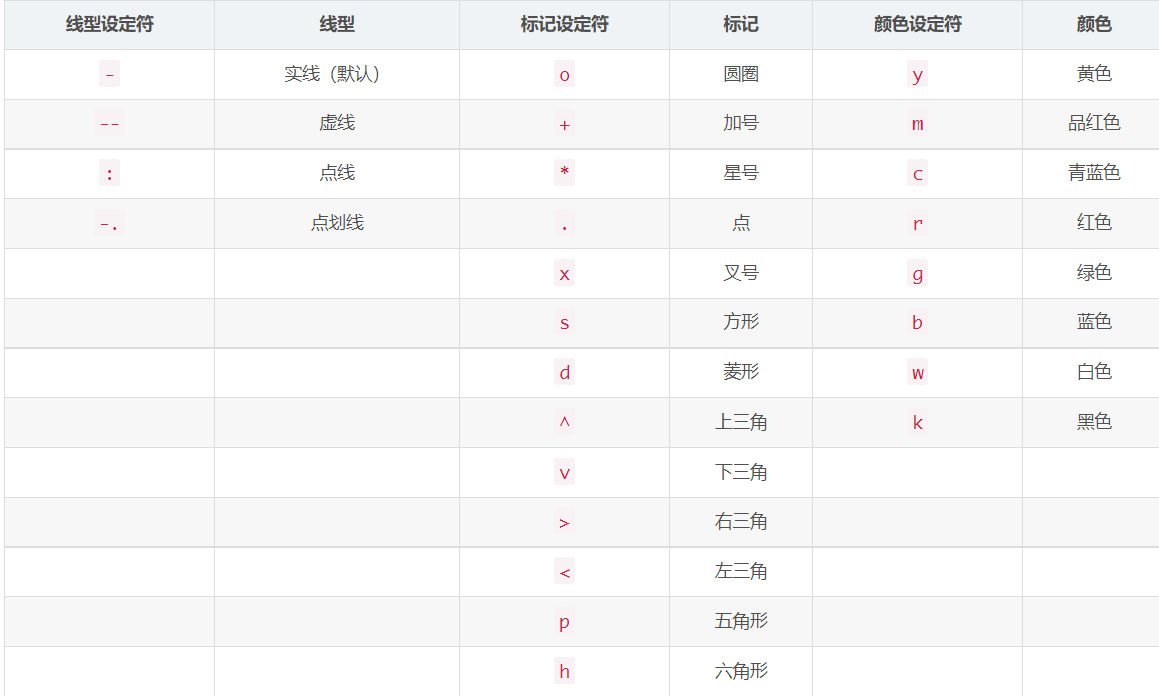 线型设定符 线型 标记设定符 标记 颜色设定符 颜色
- 实线（默认） o 圆圈 y 黄色
-- 虚线 + 加号 m 品红色
: 点线 * 星号 c 青蓝色
-. 点划线 . 点 r 红色
x 叉号 g 绿色
s 方形 b 蓝色
d 菱形 w 白色
^ 上三角 k 黑色
v 下三角
> 右三角
< 左三角
p 五角形
h 六角形